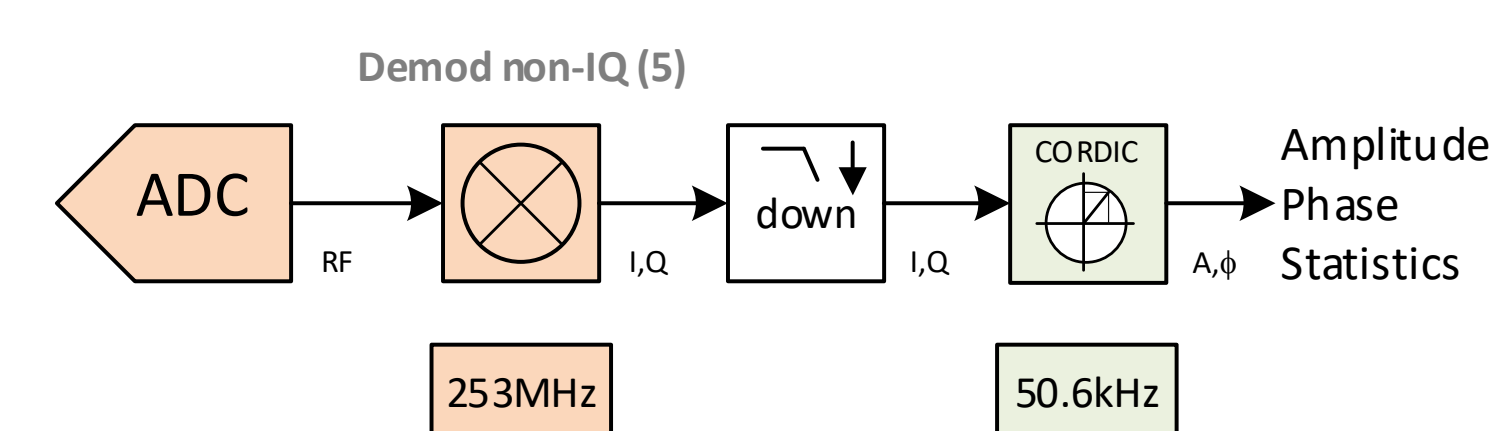 Demod non-IQ (5)
ADC
RF
I,Q
down
I,Q
CORDIC
A,ϕ
Amplitude
Phase
Statistics
253MHz
50.6kHz